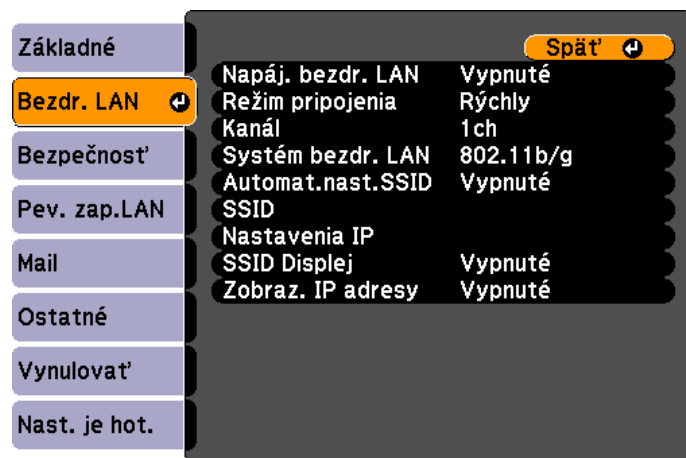 Základné
Bezdr. LAN
Bezpečnosť
Pev. zap.LAN
Mail
Ostatné
Vynulovať
Nast. je hot.
Späť
Napáj. bezdr. LAN Vypnuté
Režim pripojenia Rýchly
Kanál 1ch
Systém bezdr. LAN 802.11b/g
Automat.nast.SSID Vypnuté
SSID
Nastavenia IP
SSID Displej Vypnuté
Zobraz. IP adresy Vypnuté